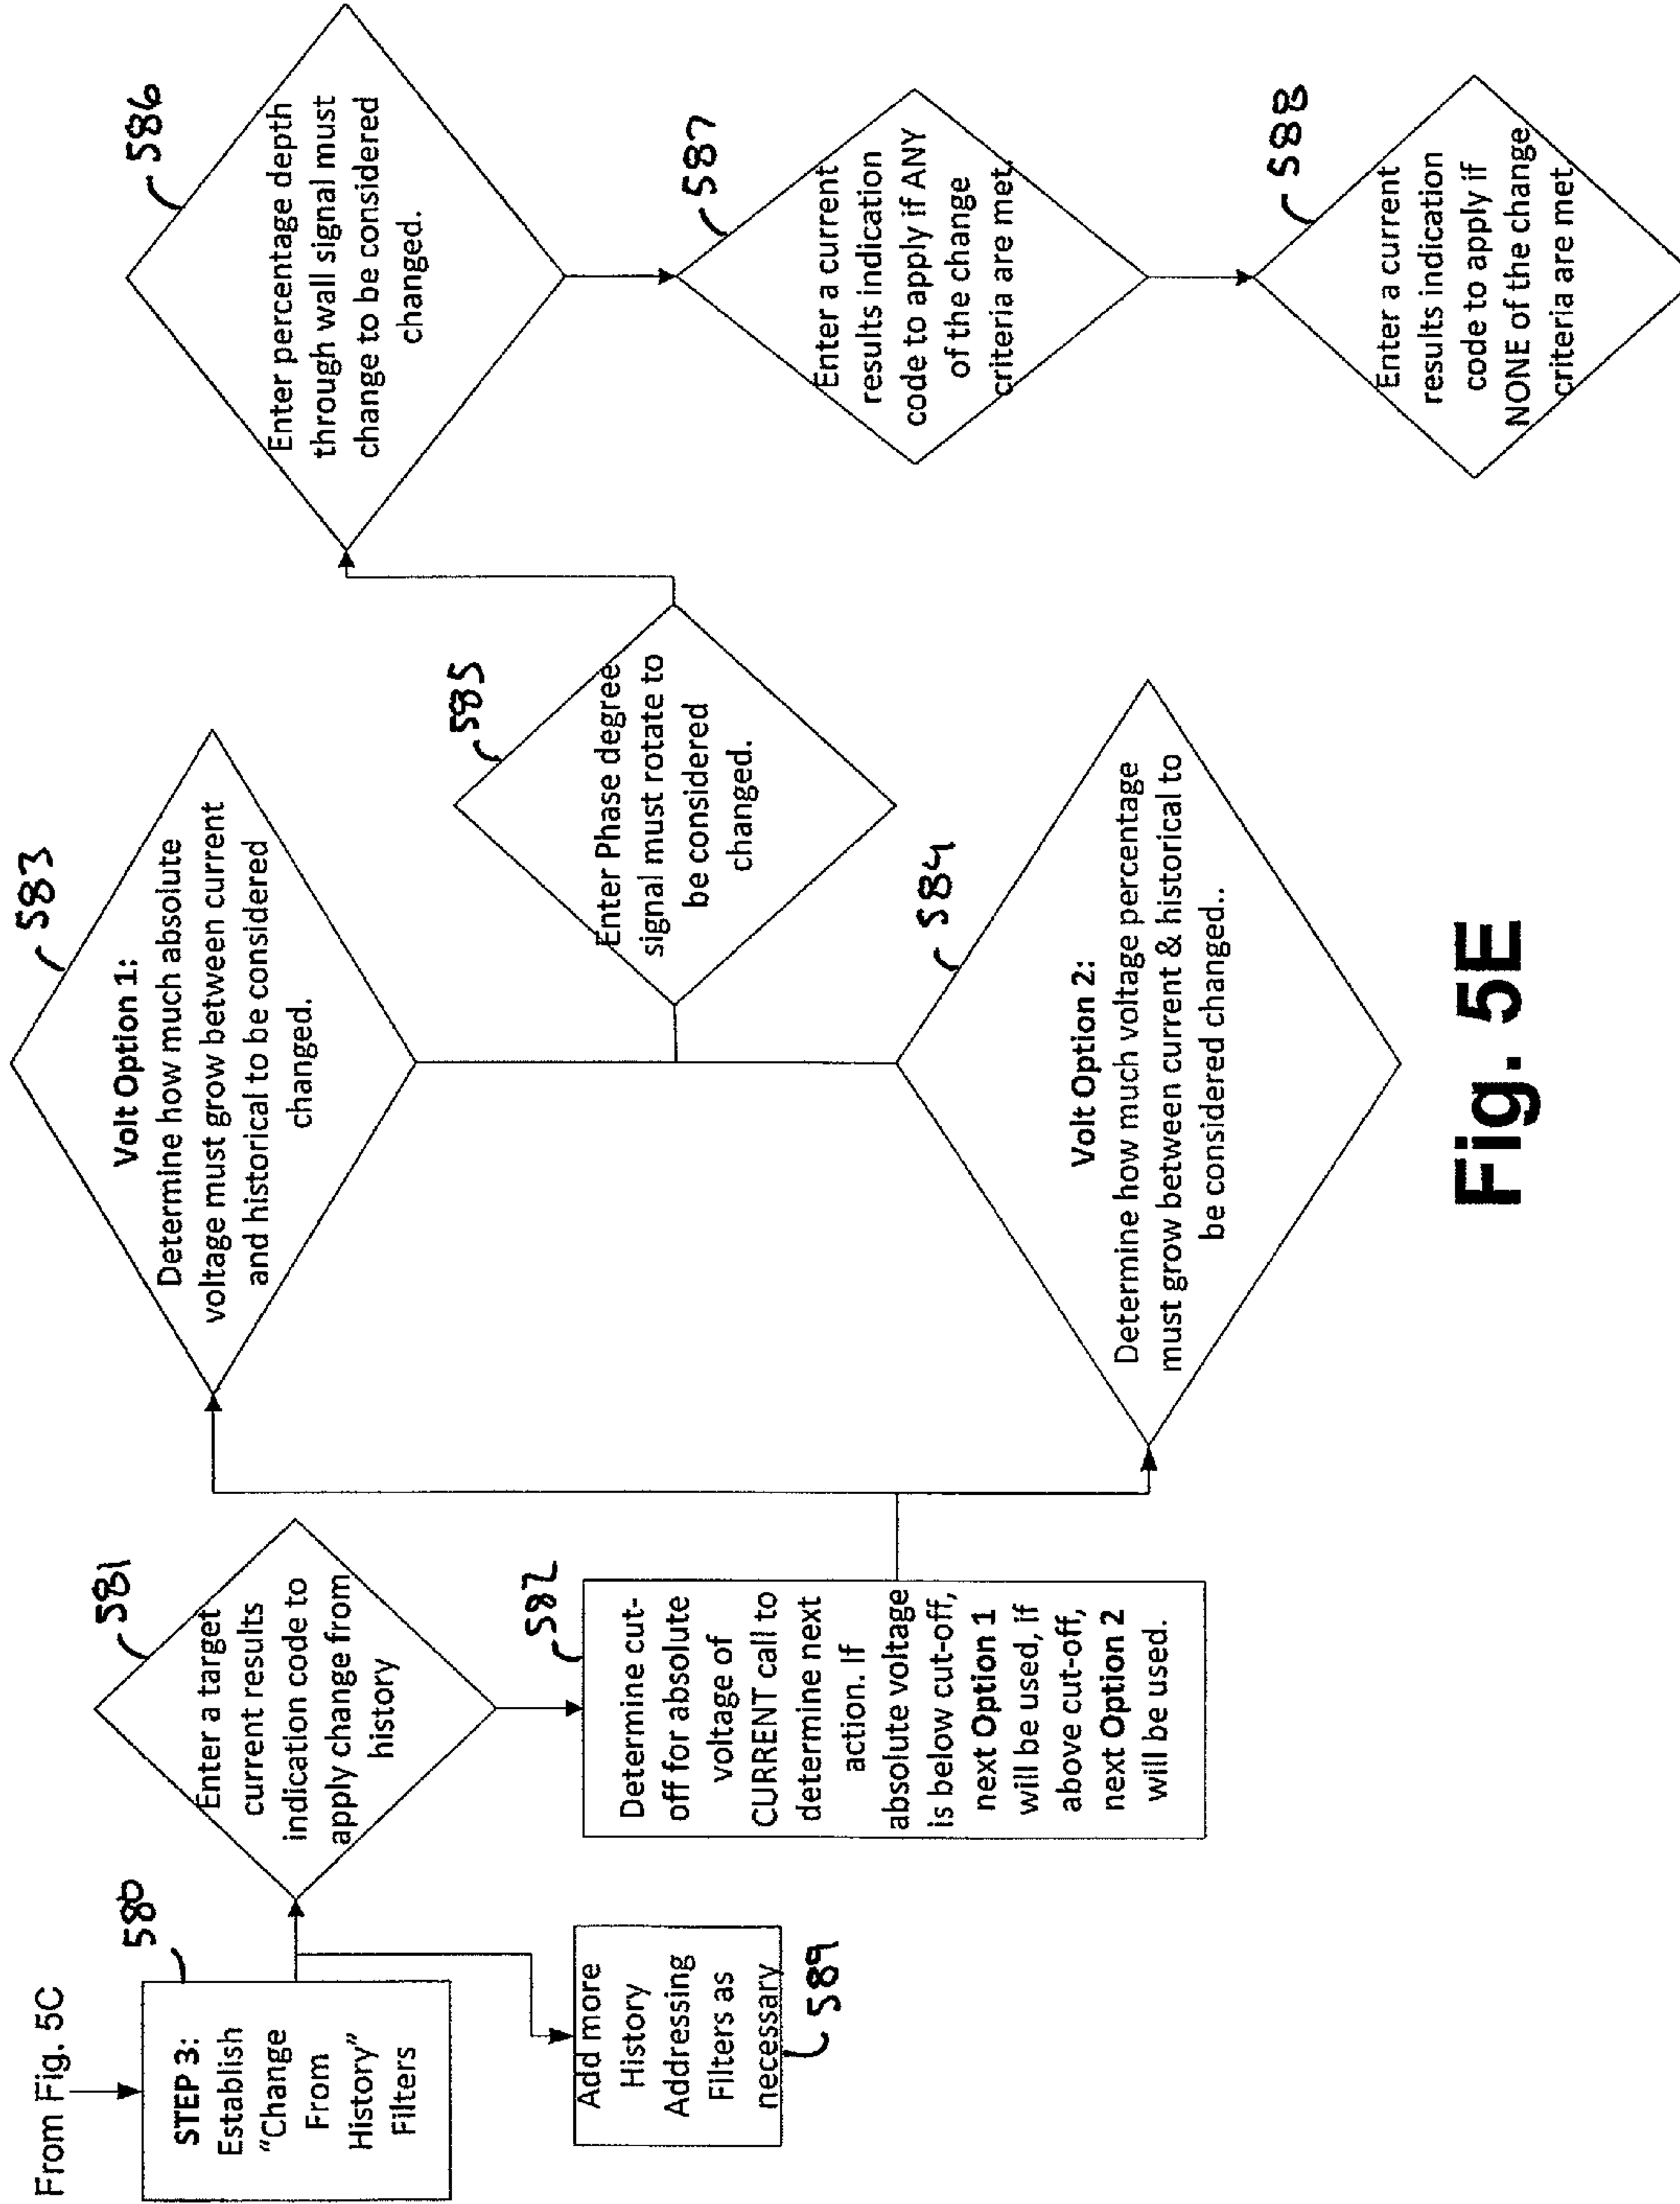 From Fig. 5C
580
STEP 3:
Establish
"Change
From
History"
Filters
589
Add more
History
Addressing
Filters as
necessary
581
Enter a target
current results
indication code to
apply change from
history
582
Determine cut-
off for absolute
voltage of
CURRENT call to
determine next
action. If
absolute voltage
is below cut-off,
next Option 1
will be used, if
above cut-off,
next Option 2
will be used.
583
Volt Option 1:
Determine how much absolute
voltage must grow between current
and historical to be considered
changed.
584
Volt Option 2:
Determine how much voltage percentage
must grow between current & historical to
be considered changed..
585
Enter Phase degree
signal must rotate to
be considered
changed.
586
Enter percentage depth
through wall signal must
change to be considered
changed.
587
Enter a current
results indication
code to apply if ANY
of the change
criteria are met.
588
Enter a current
results indication
code to apply if
NONE of the change
criteria are met.
Fig. 5E